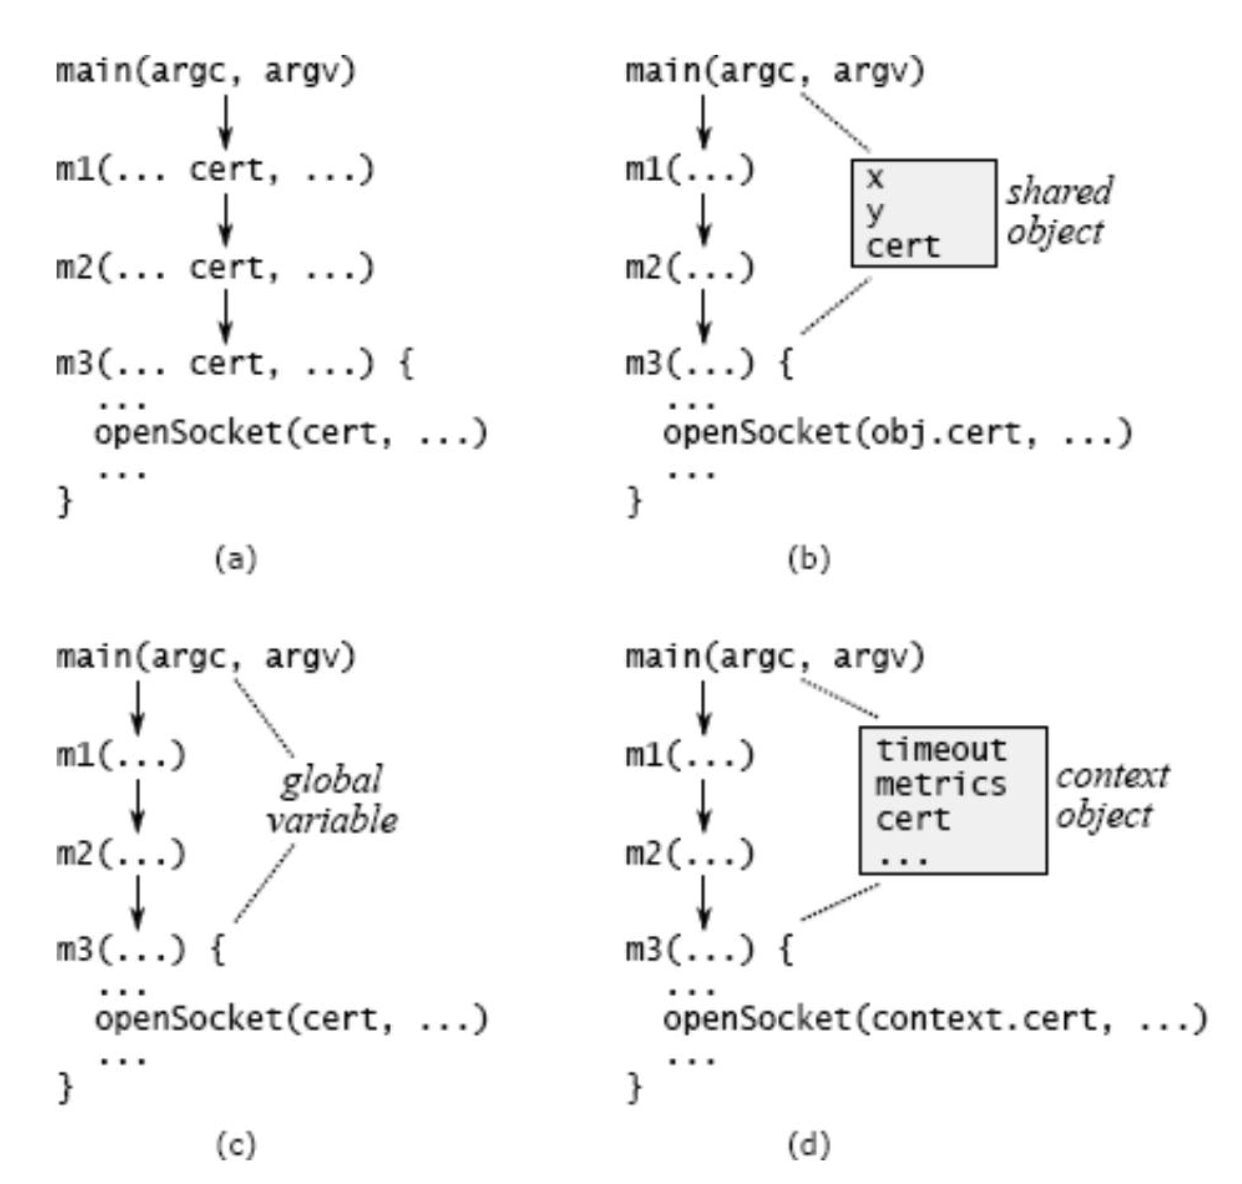 main(argc, argv)
m1(... cert, ...)
m2(... cert, ...)
m3(... cert, ...) {
...
openSocket(cert, ...)
...
}
(a)
main(argc, argv)
m1(...)
x
y
cert
shared
object
m2(...)
m3(...) {
...
openSocket(obj.cert, ...)
...
}
(b)
main(argc, argv)
m1(...)
global
variable
m2(...)
m3(...) {
...
openSocket(cert, ...)
...
}
(c)
main(argc, argv)
m1(...)
timeout
metrics
cert
...
context
object
m2(...)
m3(...) {
...
openSocket(context.cert, ...)
...
}
(d)